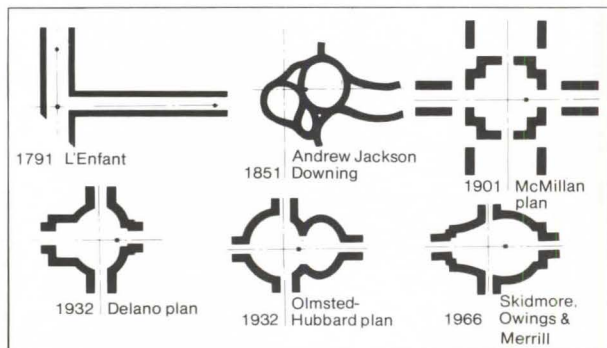 1791 L'Enfant
1851 Andrew Jackson
Downing
1901 McMillan
plan
1932 Delano plan
1932 Olmsted-
Hubbard plan
1966 Skidmore,
Owings &
Merrill